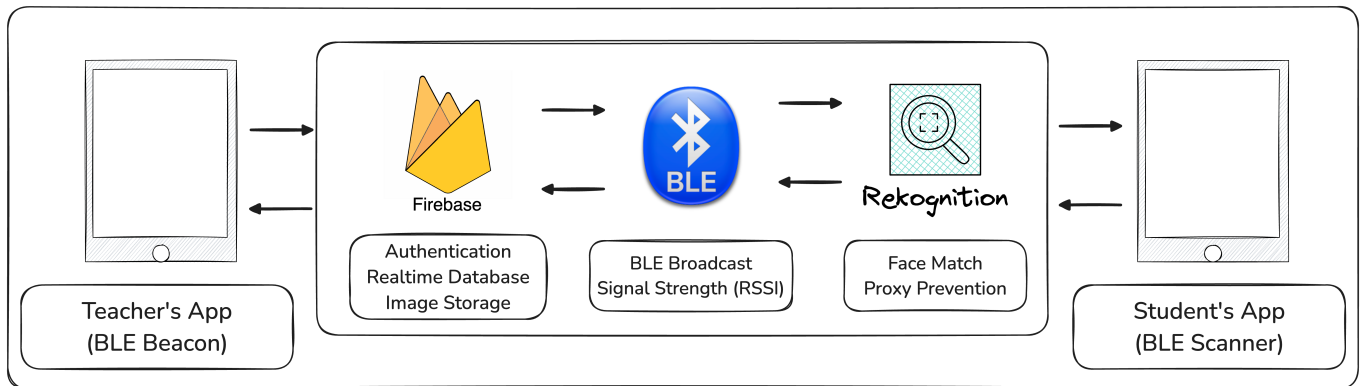 BLE
Firebase
Rekognition
Authentication
Realtime Database
Image Storage
BLE Broadcast
Signal Strength (RSSI)
Face Match
Proxy Prevention
Teacher's App
(BLE Beacon)
Student's App
(BLE Scanner)